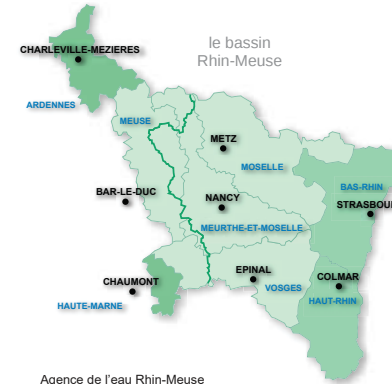 le bassin
Rhin-Meuse
CHARLEVILLE-MEZIERES
ARDENNES
MEUSE
METZ
MOSELLE
BAS-RHIN
BAR-LE-DUC
NANCY
STRASBOU
MEURTHE-ET-MOSELLE
EPINAL
COLMAR
CHAUMONT
VOSGES
HAUT-RHIN
HAUTE-MARNE
Agence de l'eau Rhin-Meuse